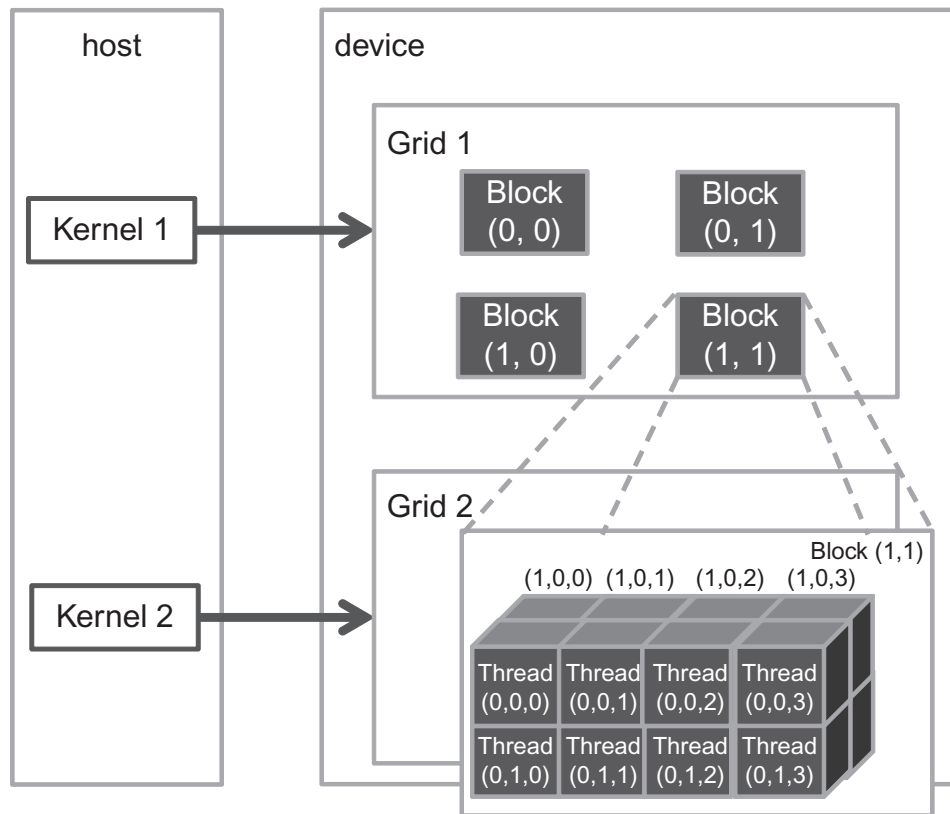 host
device
Grid 1
Block
(0, 0)
Block
(0, 1)
Kernel 1
Block
(1, 0)
Block
(1, 1)
Grid 2
Block (1,1)
(1,0,0) (1,0,1) (1,0,2) (1,0,3)
Kernel 2
Thread
(0,0,0)
Thread
(0,0,1)
Thread
(0,0,2)
Thread
(0,0,3)
Thread
(0,1,0)
Thread
(0,1,1)
Thread
(0,1,2)
Thread
(0,1,3)